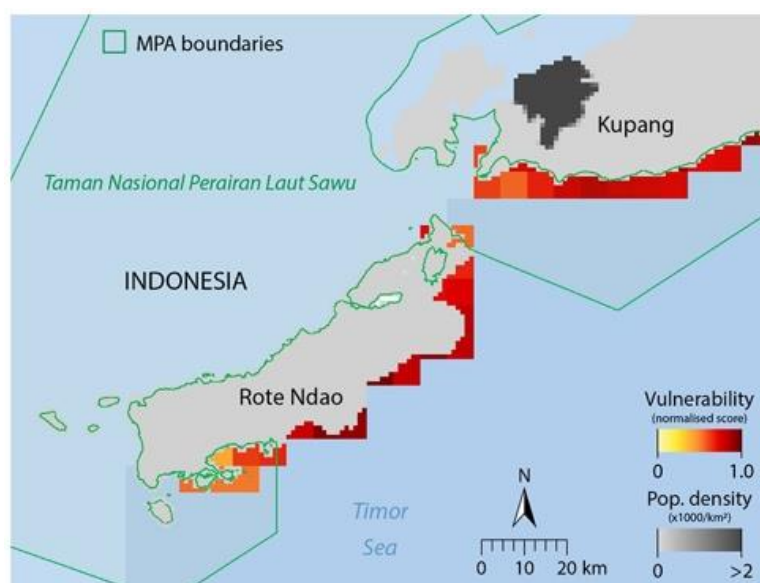 MPA boundaries
Kupang
Taman Nasional Perairan Laut Sawu
INDONESIA
Rote Ndao
Vulnerability
(normalised score)
0 1.0
N
Pop. density
(x1000/km²)
Timor
Sea
0 10 20 km
0 >2